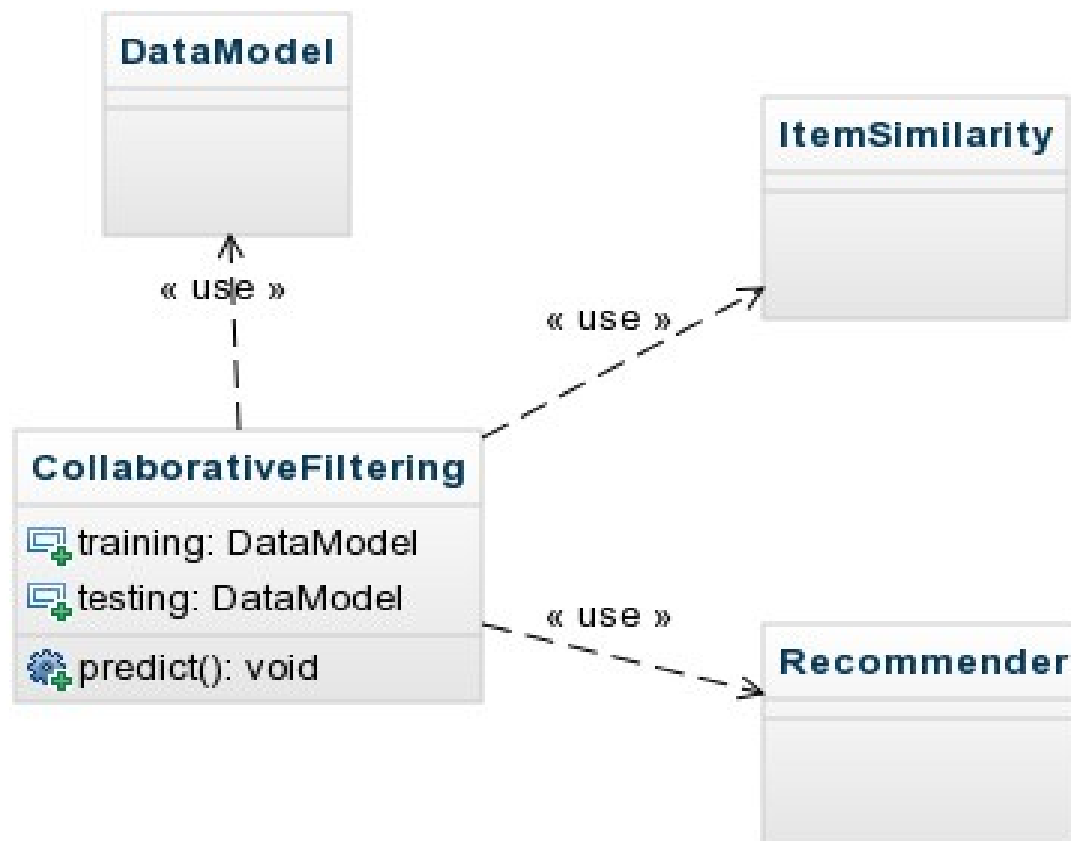 DataModel
ItemSimilarity
« use »
« use »
CollaborativeFiltering
training: DataModel
testing: DataModel
predict(): void
« use »
Recommender